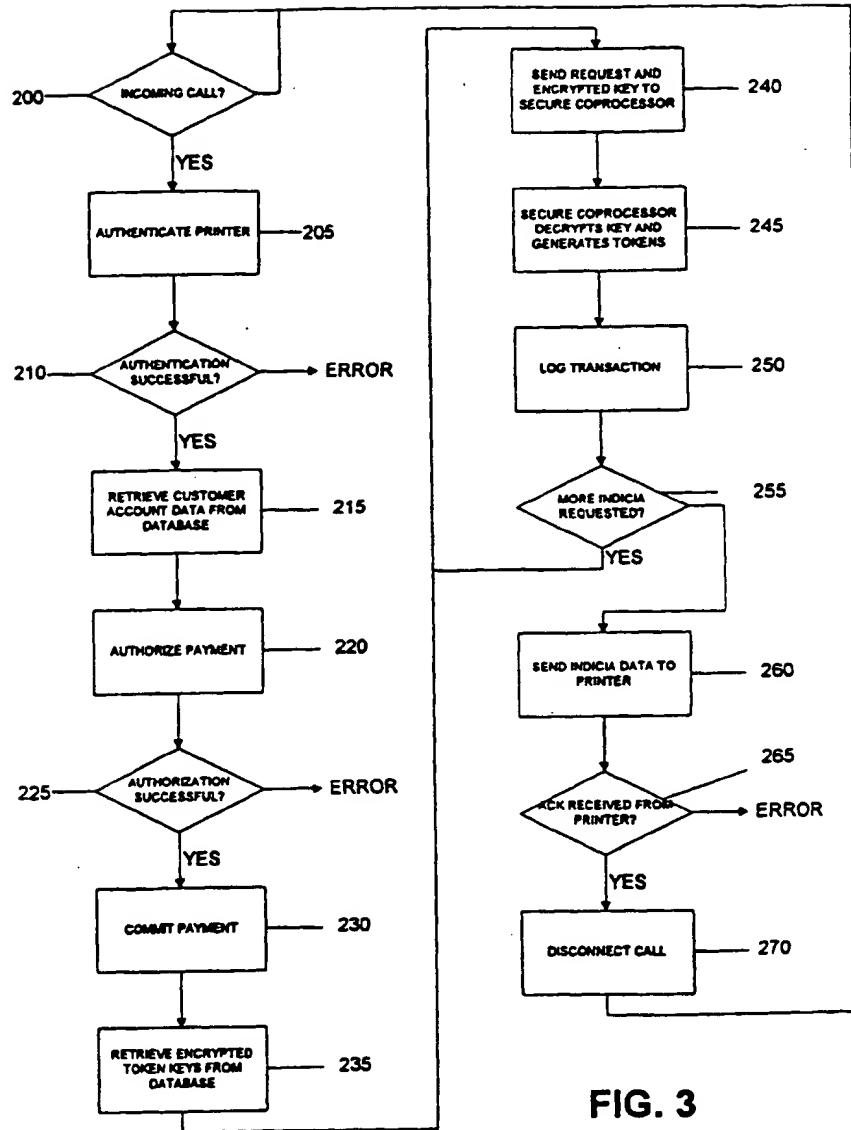 200
INCOMING CALL?
YES
AUTHENTICATE PRINTER
205
210
AUTHENTICATION
SUCCESSFUL?
ERROR
YES
RETRIEVE CUSTOMER
ACCOUNT DATA FROM
DATABASE
215
AUTHORIZE PAYMENT
220
225
AUTHORIZATION
SUCCESSFUL?
ERROR
YES
COMMIT PAYMENT
230
RETRIEVE ENCRYPTED
TOKEN KEYS FROM
DATABASE
235
SEND REQUEST AND
ENCRYPTED KEY TO
SECURE COPROCESSOR
240
SECURE COPROCESSOR
DECRYPTS KEY AND
GENERATES TOKENS
245
LOG TRANSACTION
250
MORE INDICIA
REQUESTED?
255
YES
SEND INDICIA DATA TO
PRINTER
260
265
ACK RECEIVED FROM
PRINTER?
ERROR
YES
DISCONNECT CALL
270
FIG. 3